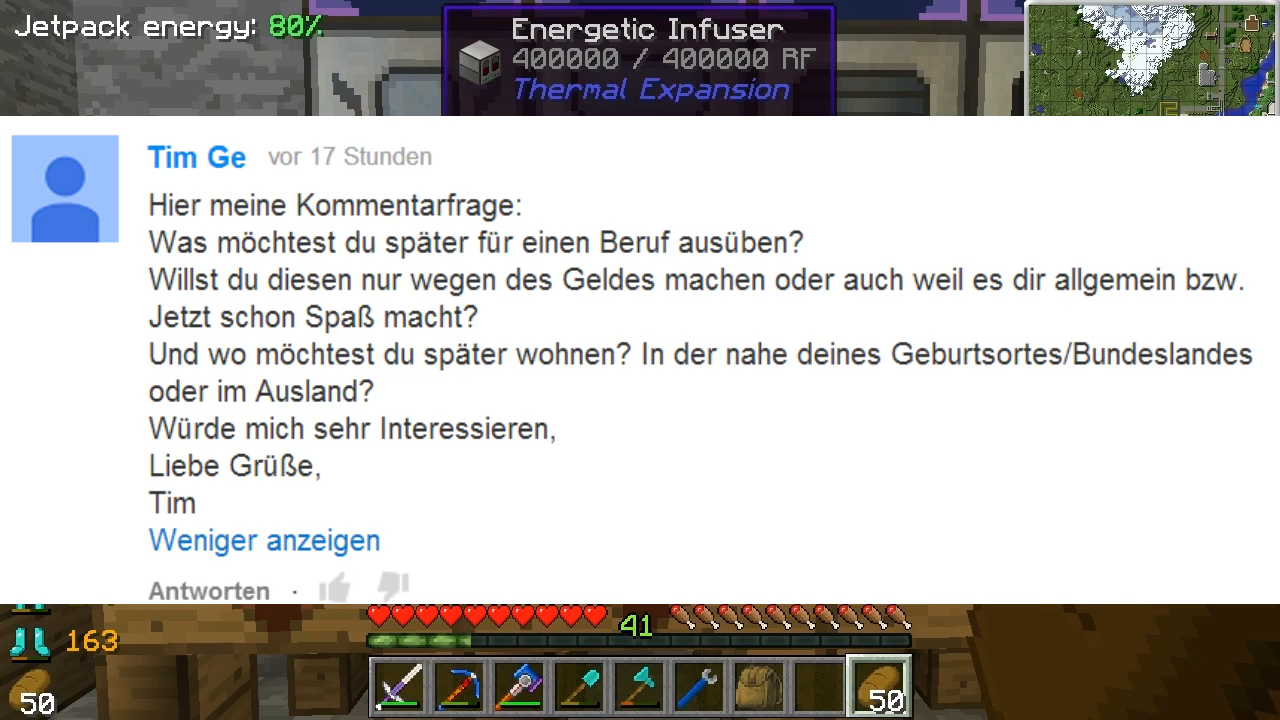 Jetpack energy: 80%
Energetic Infuser
400000 / 400000 RF
Thermal Expansion
Tim Ge vor 17 Stunden
Hier meine Kommentarfrage:
Was möchtest du später für einen Beruf ausüben?
Willst du diesen nur wegen des Geldes machen oder auch weil es dir allgemein bzw.
Jetzt schon Spaß macht?
Und wo möchtest du später wohnen? In der nahe deines Geburtsortes/Bundeslandes
oder im Ausland?
Würde mich sehr Interessieren,
Liebe Grüße,
Tim
Weniger anzeigen
Antworten ·
41
163
50
50